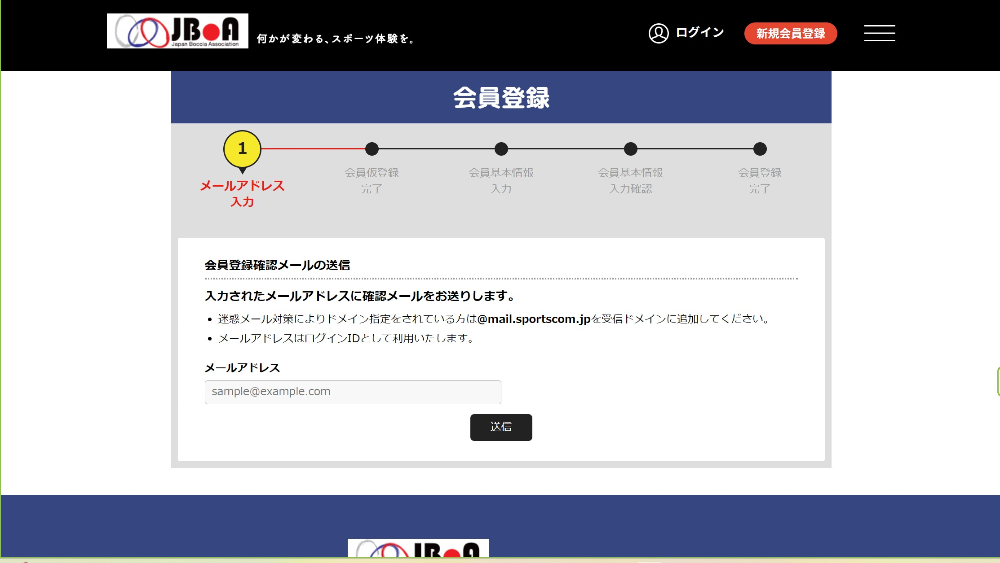 JBoA
Japan Boccia Association
何かが変わる、スポーツ体験を。
ログイン
新規会員登録
会員登録
1
メールアドレス
入力
会員仮登録
完了
会員基本情報
入力
会員基本情報
入力確認
会員登録
完了
会員登録確認メールの送信
入力されたメールアドレスに確認メールをお送りします。
迷惑メール対策によりドメイン指定をされている方は@mail.sportscom.jpを受信ドメインに追加してください。
メールアドレスはログインIDとして利用いたします。
メールアドレス
sample@example.com
送信
JBoA